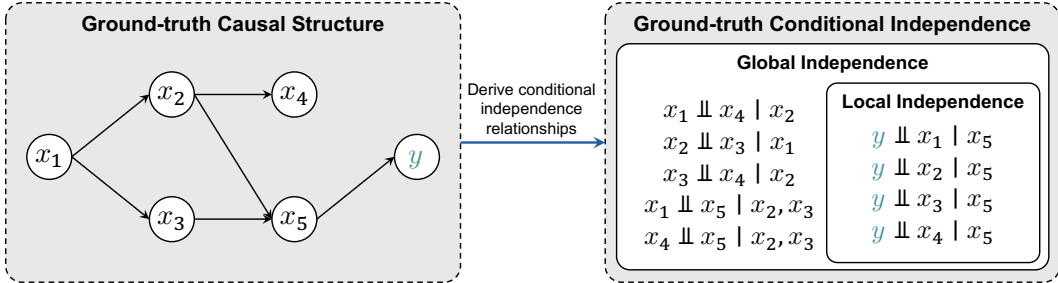 Ground-truth Causal Structure
x₂
x₄
x₁
y
x₃
x₅
Derive conditional
independence
relationships
Ground-truth Conditional Independence
Global Independence
x₁ ⫫ x₄ | x₂
x₂ ⫫ x₃ | x₁
x₃ ⫫ x₄ | x₂
x₁ ⫫ x₅ | x₂, x₃
x₄ ⫫ x₅ | x₂, x₃
Local Independence
y ⫫ x₁ | x₅
y ⫫ x₂ | x₅
y ⫫ x₃ | x₅
y ⫫ x₄ | x₅